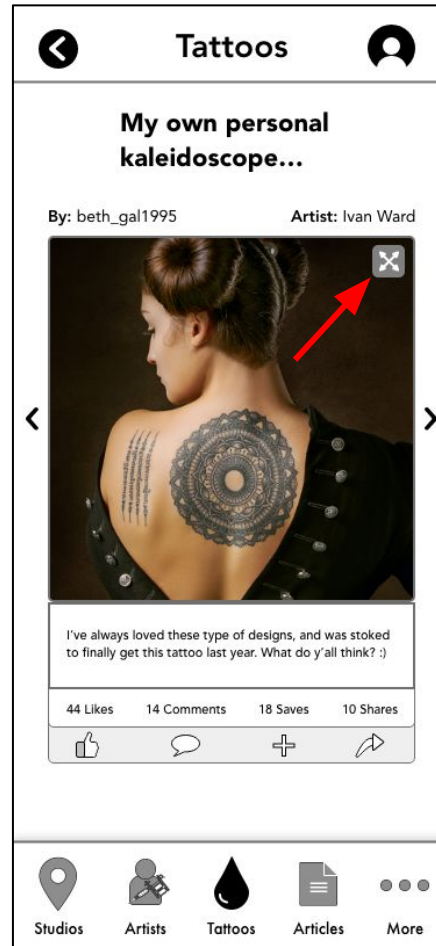 Tattoos
My own personal
kaleidoscope...
By: beth_gal1995 Artist: Ivan Ward
I've always loved these type of designs, and was stoked
to finally get this tattoo last year. What do y'all think? :)
44 Likes 14 Comments 18 Saves 10 Shares
Studios Artists Tattoos Articles More